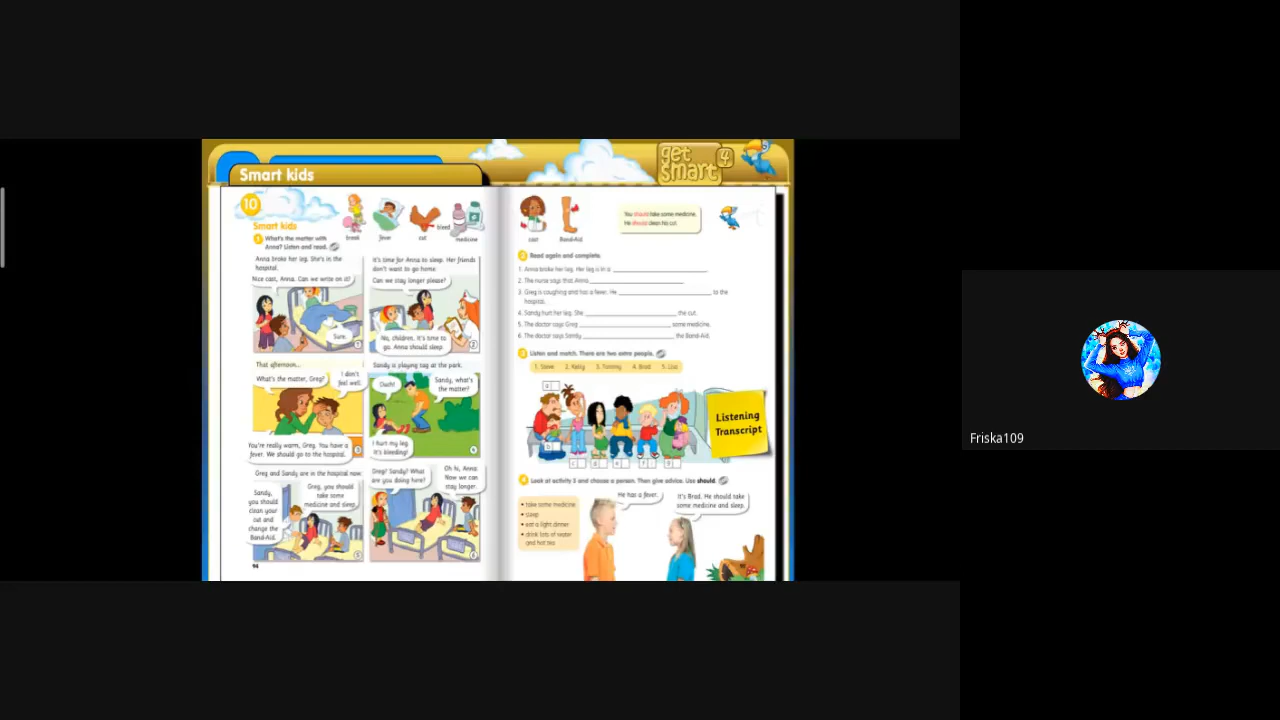 Smart kids
get
smart 4
10
Smart kids
1 What's the matter with
Anna? Listen and read.
break
fever
cut
bleed
medicine
Anna broke her leg. She's in the
hospital.
Nice cast, Anna. Can we write on it?
Sure.
1
It's time for Anna to sleep. Her friends
don't want to go home.
Can we stay longer please?
No, children. It's time to
go. Anna should sleep.
2
That afternoon...
What's the matter, Greg?
I don't
feel well.
You're really warm, Greg. You have a
fever. We should go to the hospital.
3
Sandy is playing tag at the park.
Ouch!
Sandy, what's
the matter?
I hurt my leg.
It's bleeding!
4
Greg and Sandy are in the hospital now.
Sandy,
you should
clean your
cut and
change the
Band-Aid.
Greg, you should
take some
medicine and sleep.
5
Greg? Sandy? What
are you doing here?
Oh hi, Anna.
Now we can
stay longer.
6
94
cast
Band-Aid
You should take some medicine.
He should clean his cut.
2 Read again and complete.
1. Anna broke her leg. Her leg is in a
2. The nurse says that Anna
3. Greg is coughing and has a fever. He to the
hospital.
4. Sandy hurt her leg. She the cut.
5. The doctor says Greg some medicine.
6. The doctor says Sandy the Band-Aid.
3 Listen and match. There are two extra people.
1. Steve 2. Patsy 3. Tommy 4. Brad 5. Lisa
a
b
c
d
e
f
g
Listening
Transcript
4 Look at activity 3 and choose a person. Then give advice. Use should.
• take some medicine
• sleep
• eat a light dinner
• drink lots of water
and hot tea
He has a fever.
It's Brad. He should take
some medicine and sleep.
Friska109